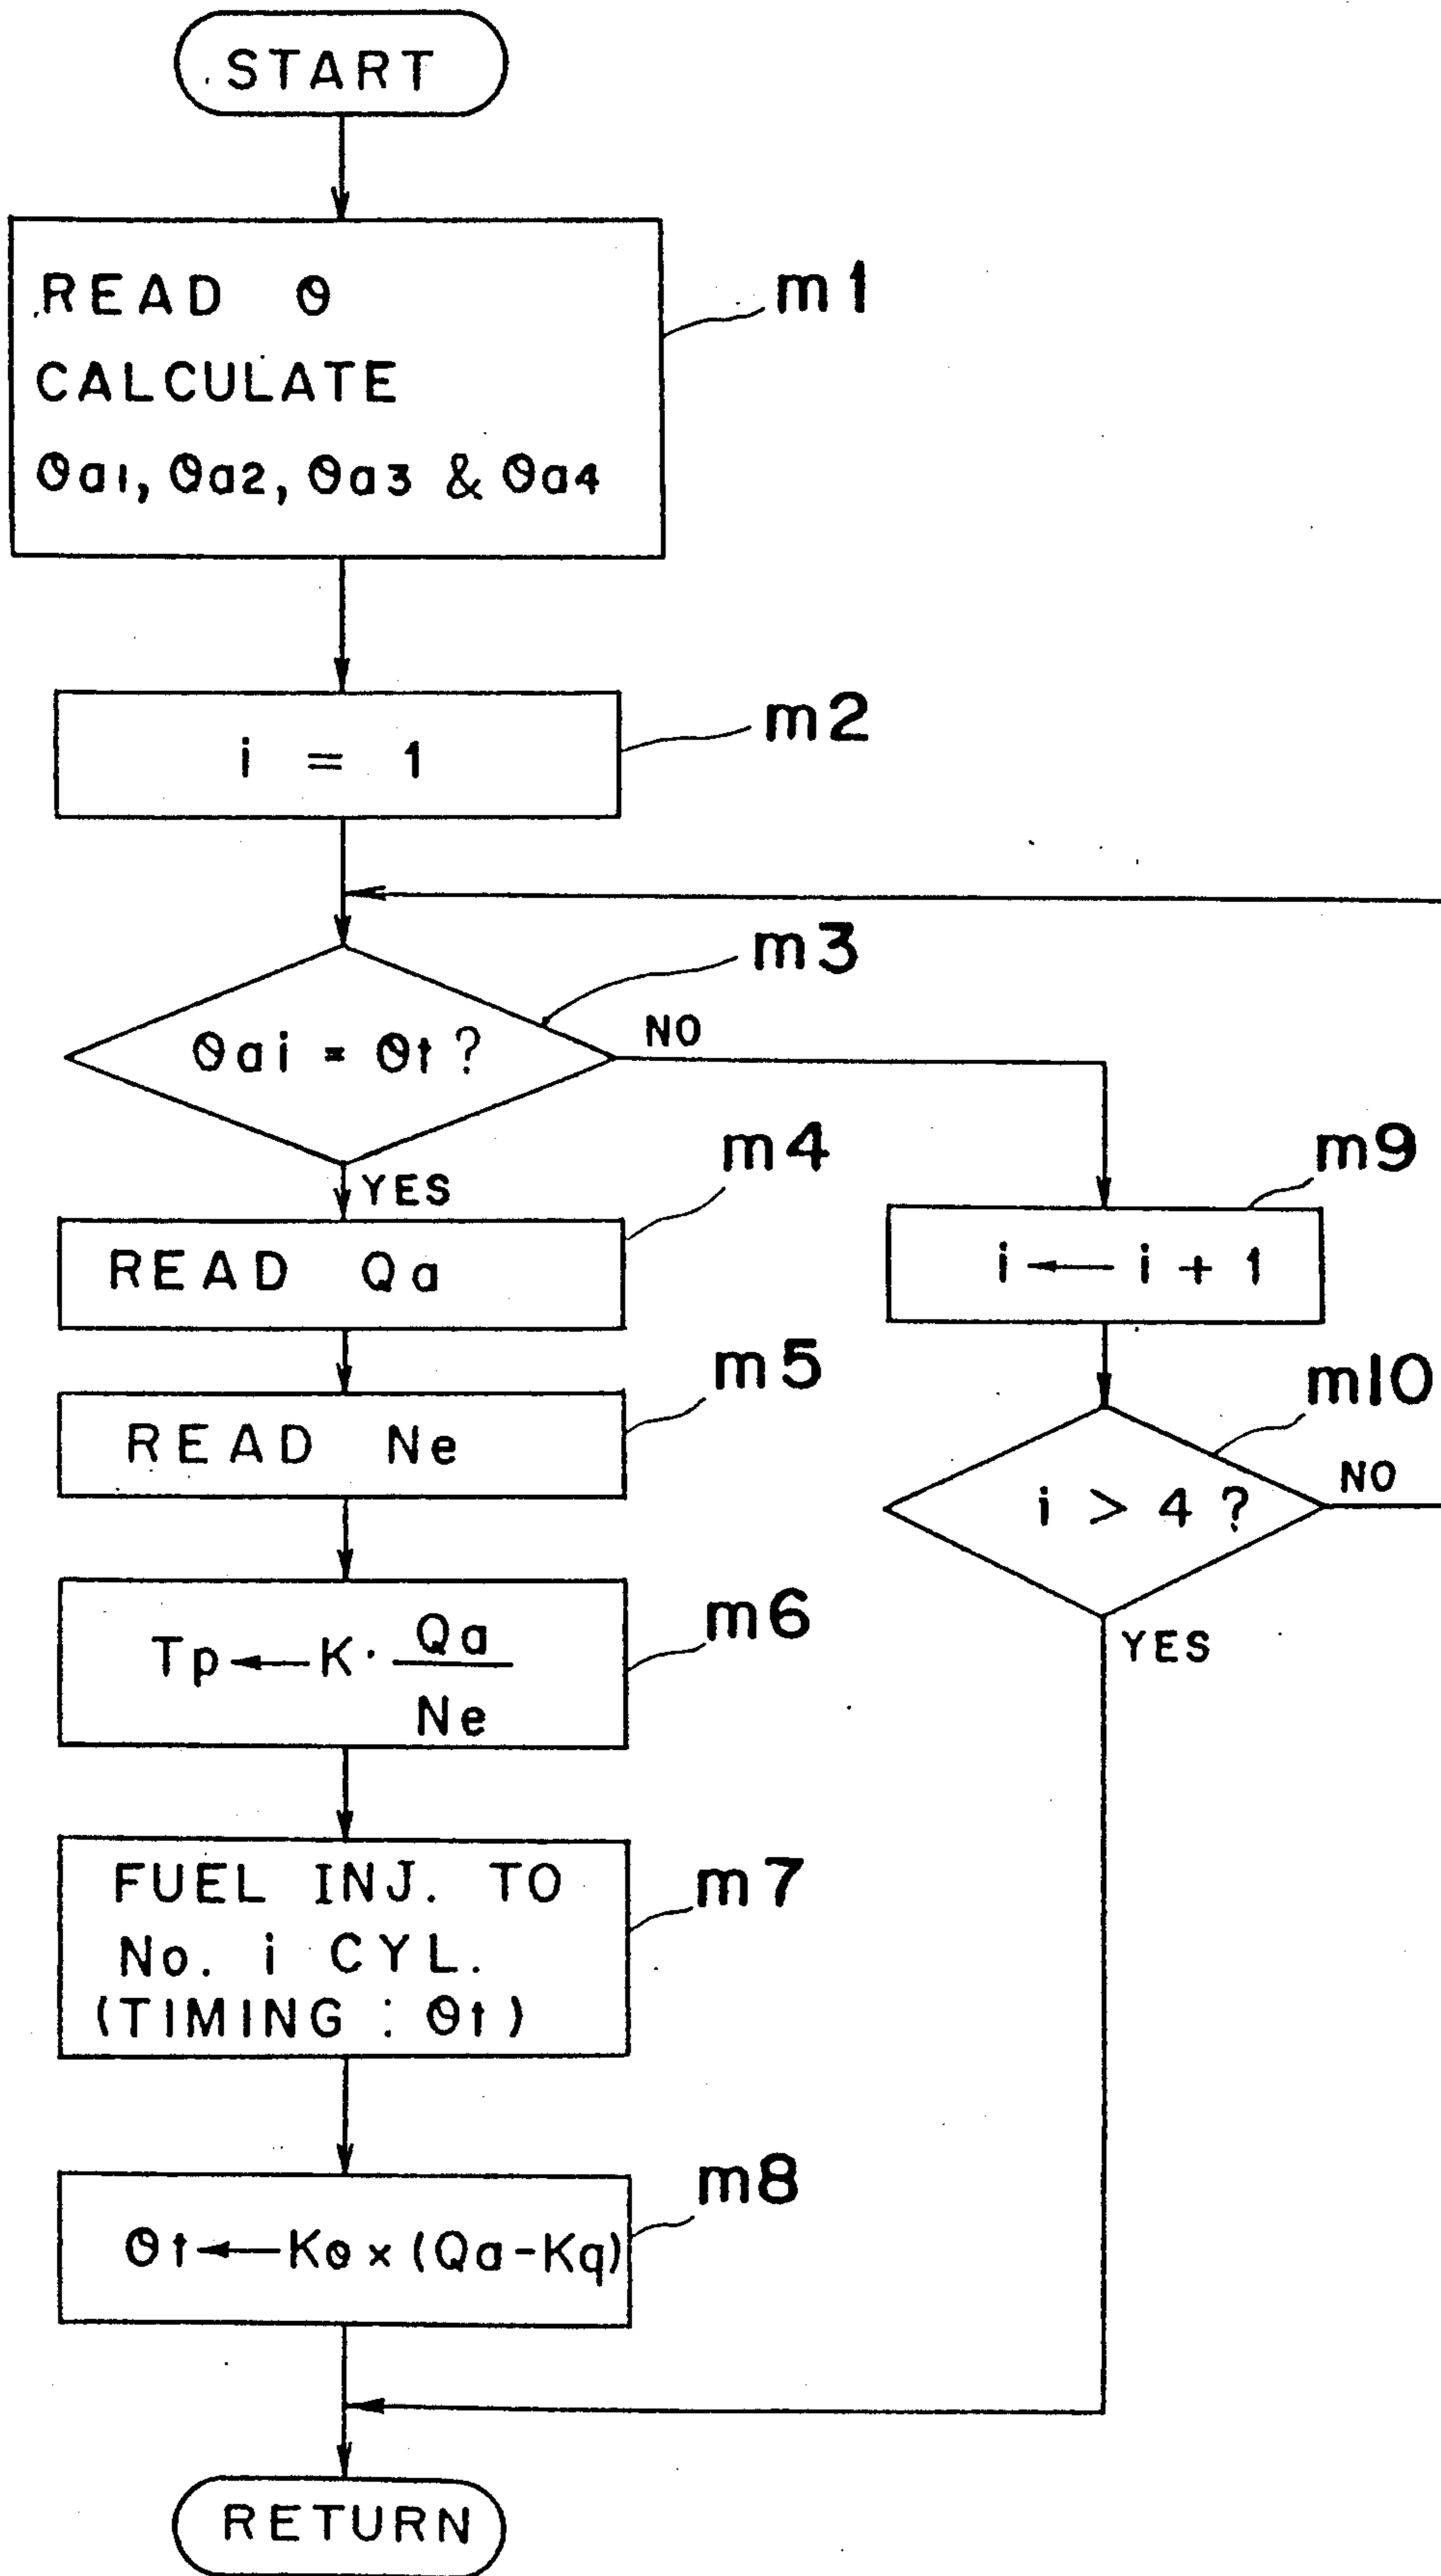 START
READ θ
CALCULATE
θa1, θa2, θa3 & θa4
m1
i = 1
m2
θai = θt?
m3
NO
YES
READ Qa
m4
READ Ne
m5
Tp ← K · Qa
Ne
m6
FUEL INJ. TO
No. i CYL.
(TIMING : θt)
m7
θt ← Kθ × (Qa - Kq)
m8
i ← i + 1
m9
i > 4 ?
m10
NO
YES
RETURN